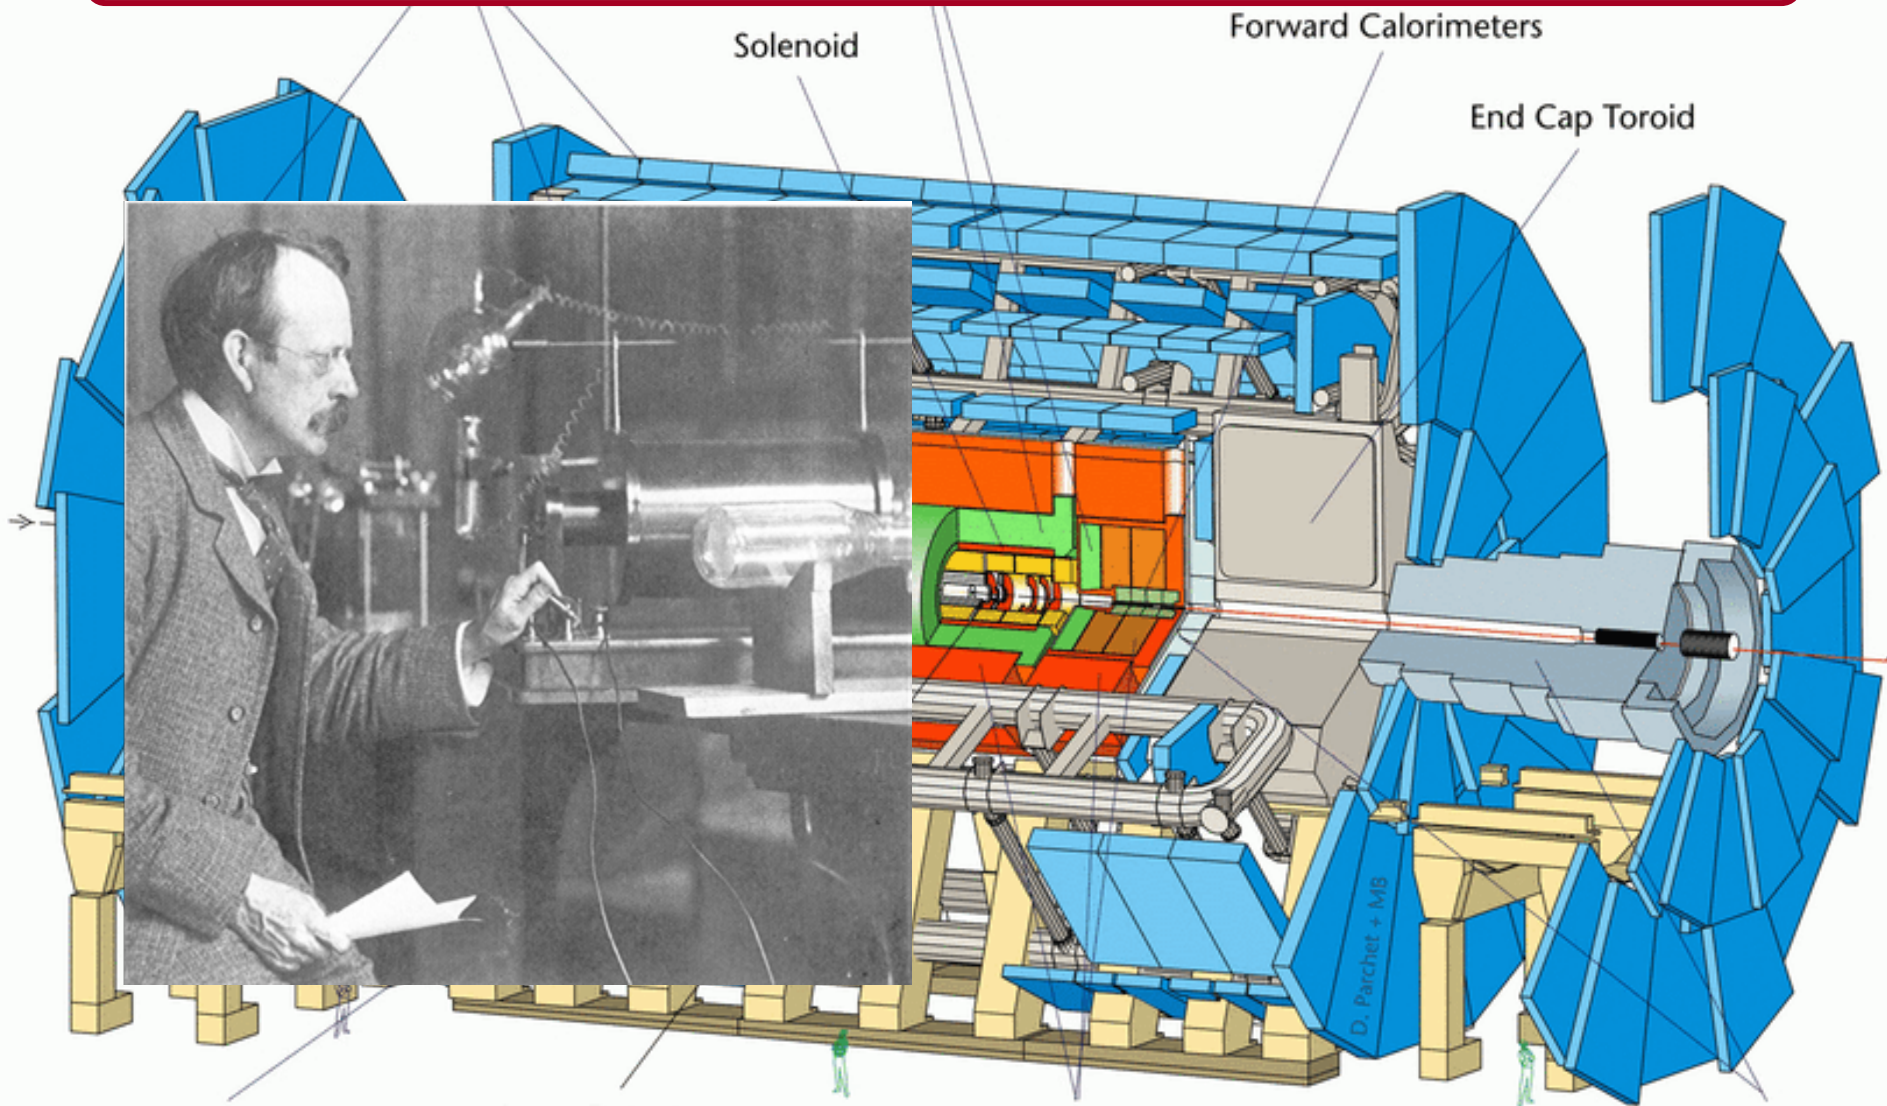 Solenoid
Forward Calorimeters
End Cap Toroid
D. Parchet + MB